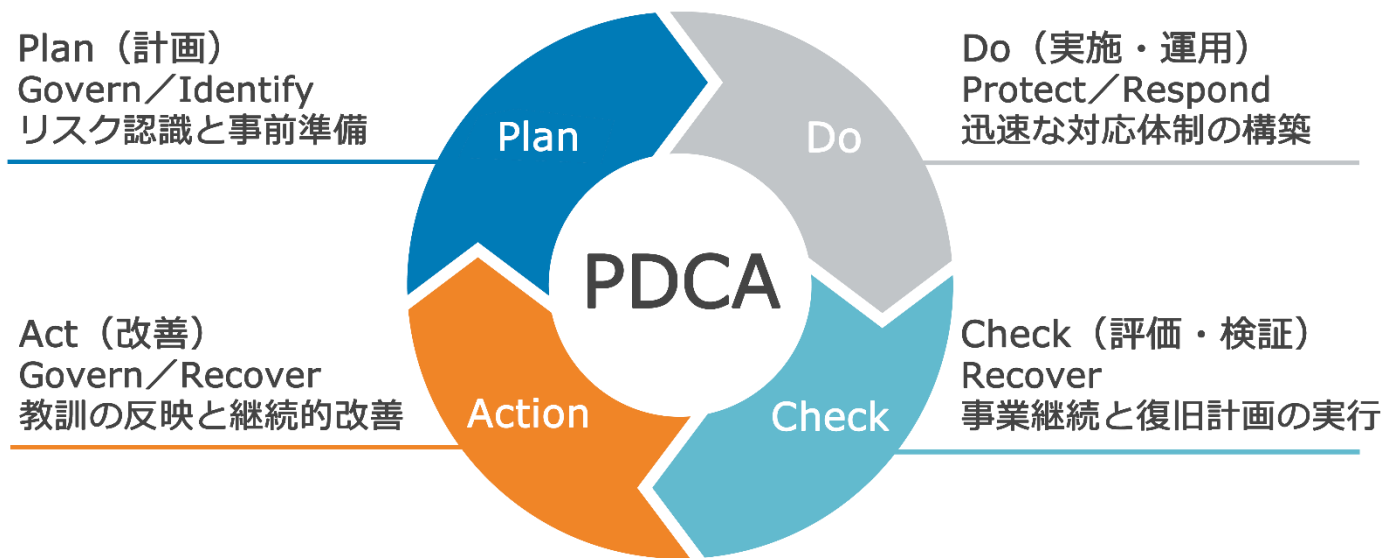 Plan（計画）
Govern／Identify
リスク認識と事前準備
Plan
Do
Do（実施・運用）
Protect／Respond
迅速な対応体制の構築
PDCA
Act（改善）
Govern／Recover
教訓の反映と継続的改善
Action
Check
Check（評価・検証）
Recover
事業継続と復旧計画の実行